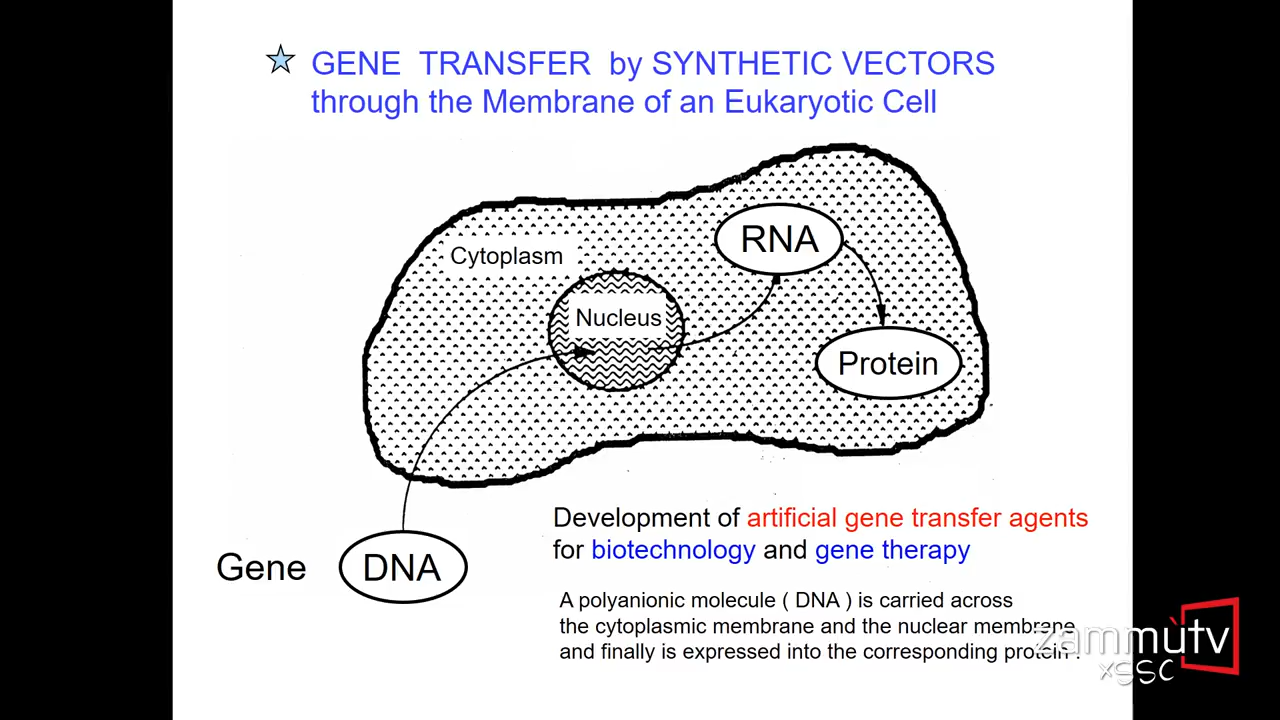 GENE TRANSFER by SYNTHETIC VECTORS
through the Membrane of an Eukaryotic Cell
Cytoplasm
RNA
Nucleus
Protein
Gene
DNA
Development of artificial gene transfer agents
for biotechnology and gene therapy
A polyanionic molecule ( DNA ) is carried across
the cytoplasmic membrane and the nuclear membrane
and finally is expressed into the corresponding protein .
zammùtv
xSSC